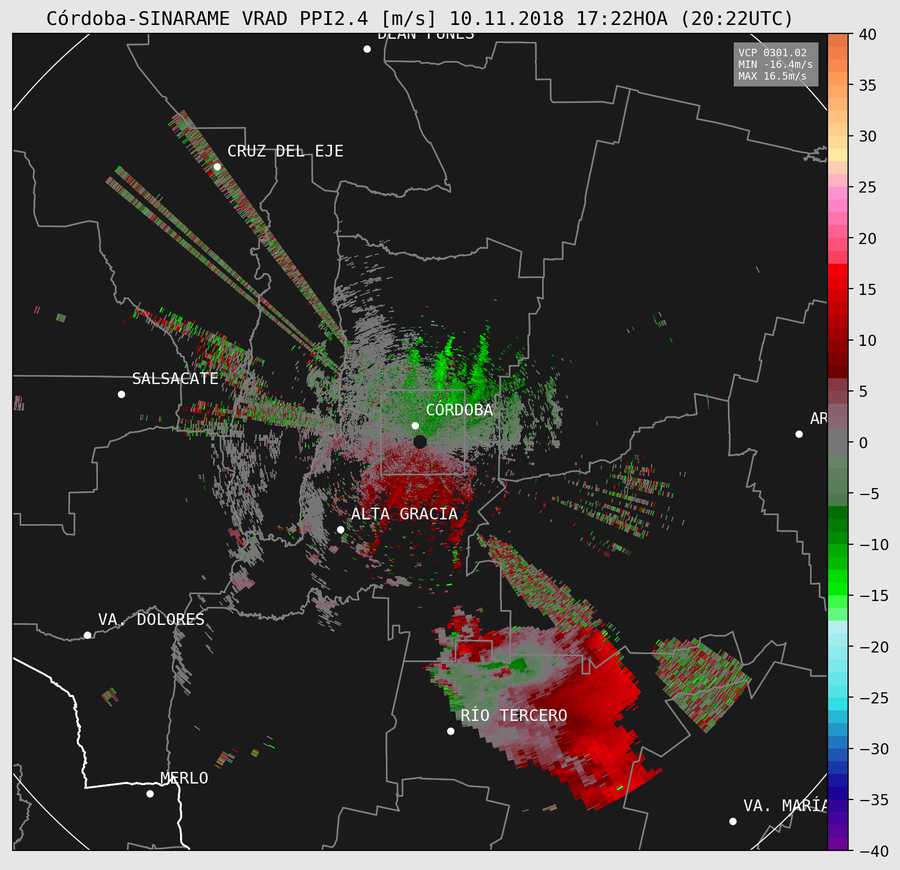 Córdoba-SINARAME VRAD PPI2.4 [m/s] 10.11.2018 17:22HOA (20:22UTC)
DEAN FUNES
VCP 0301.02
MIN -16.4m/s
MAX 16.5m/s
CRUZ DEL EJE
SALSACATE
CÓRDOBA
AR
ALTA GRACIA
VA. DOLORES
RÍO TERCERO
MERLO
VA. MARÍA
40
35
30
25
20
15
10
5
0
−5
−10
−15
−20
−25
−30
−35
−40